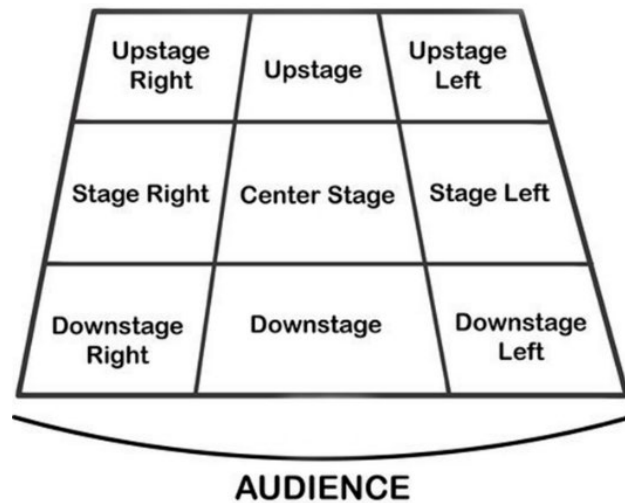 Upstage
Right
Upstage
Upstage
Left
Stage Right
Center Stage
Stage Left
Downstage
Right
Downstage
Downstage
Left
AUDIENCE